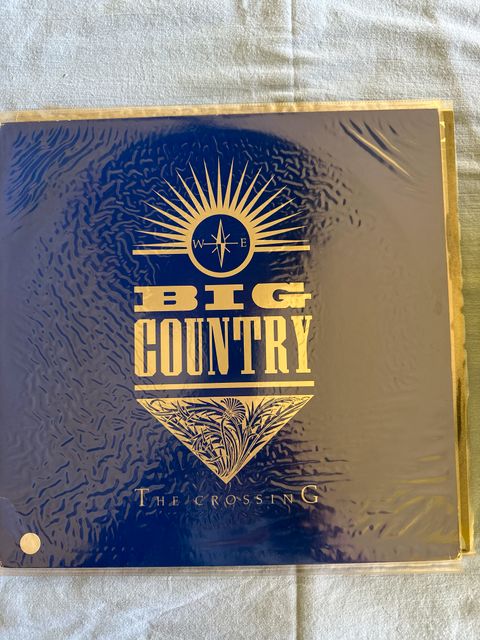 W E
BIG
COUNTRY
THE CROSSING